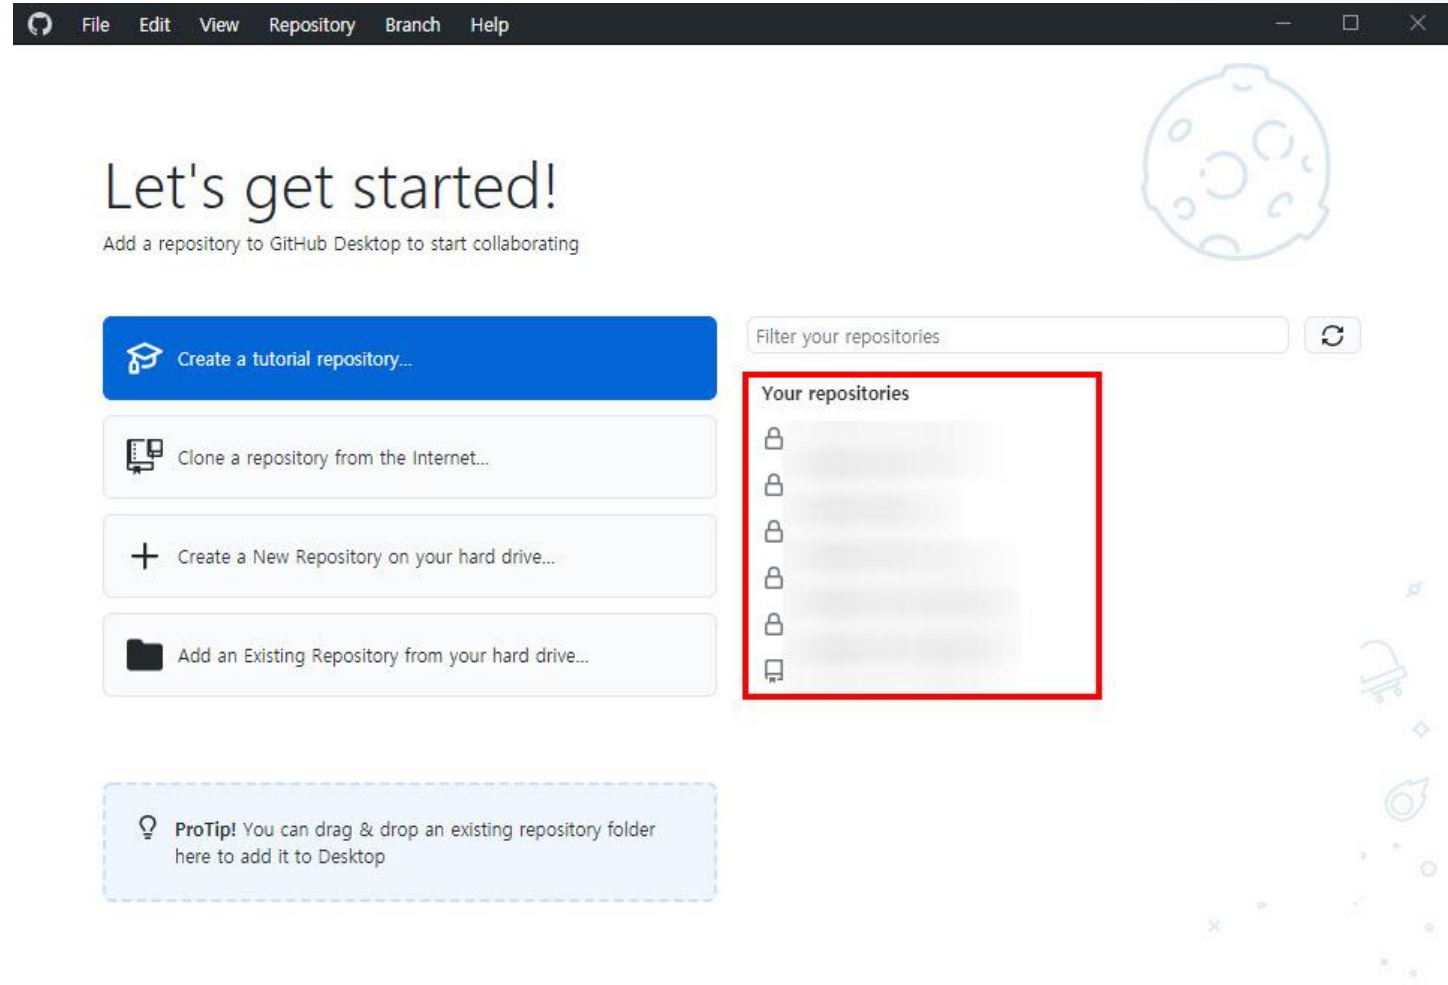 File Edit View Repository Branch Help
Let's get started!
Add a repository to GitHub Desktop to start collaborating
Create a tutorial repository...
Clone a repository from the Internet...
Create a New Repository on your hard drive...
Add an Existing Repository from your hard drive...
ProTip! You can drag & drop an existing repository folder
here to add it to Desktop
Filter your repositories
Your repositories